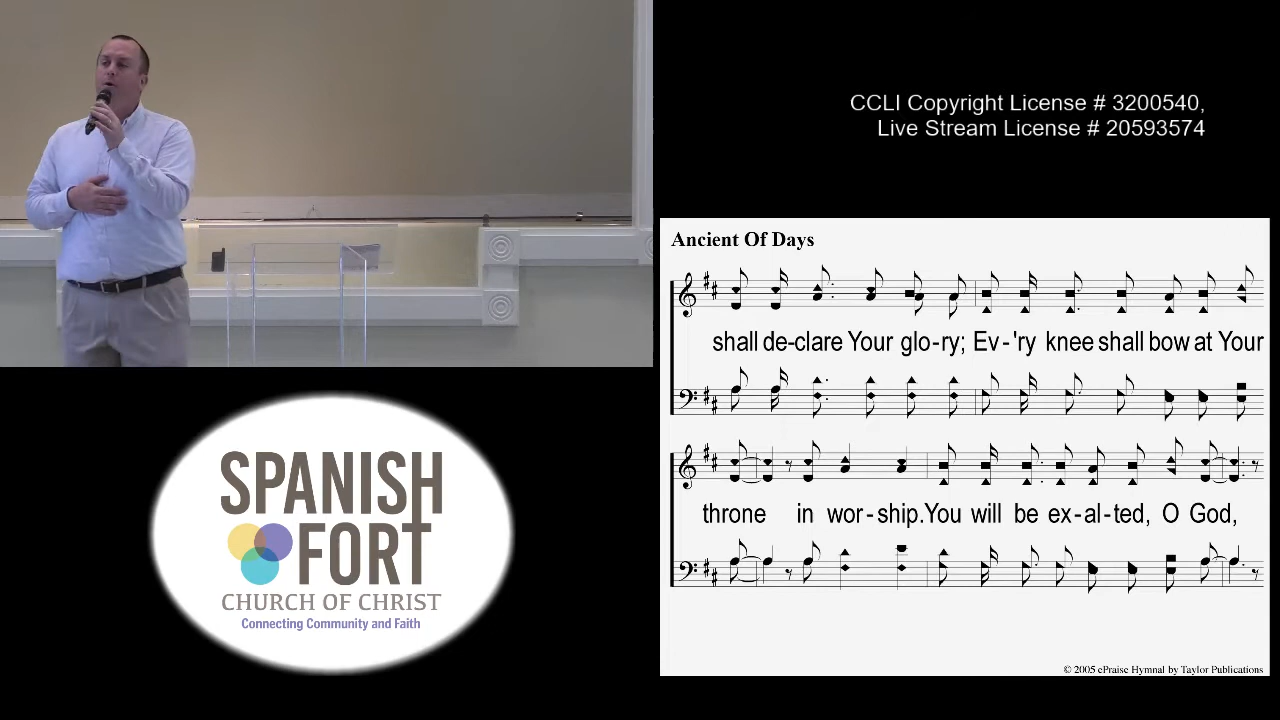 CCLI Copyright License # 3200540,
Live Stream License # 20593574
Ancient Of Days
shall de-clare Your glo-ry; Ev-'ry knee shall bow at Your
throne in wor-ship. You will be ex-al-ted, O God,
© 2005 ePraise Hymnal by Taylor Publications
SPANISH
FORT
CHURCH OF CHRIST
Connecting Community and Faith